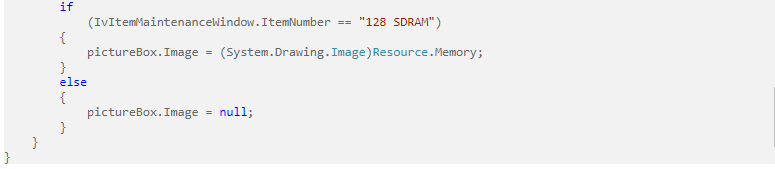 if
(IvItemMaintenanceWindow.ItemNumber == "128 SDRAM")
{
pictureBox.Image = (System.Drawing.Image)Resource.Memory;
}
else
{
pictureBox.Image = null;
}
}
}